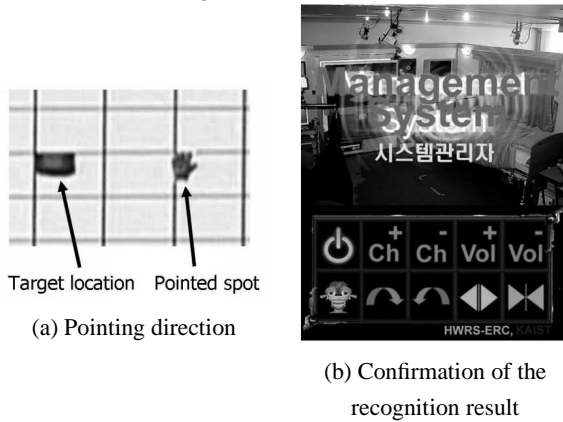 Target location
Pointed spot
(a) Pointing direction
Management
System
시스템관리자
Ch + Ch - Vol + Vol -
HWRS-ERC, KAIST
(b) Confirmation of the
recognition result